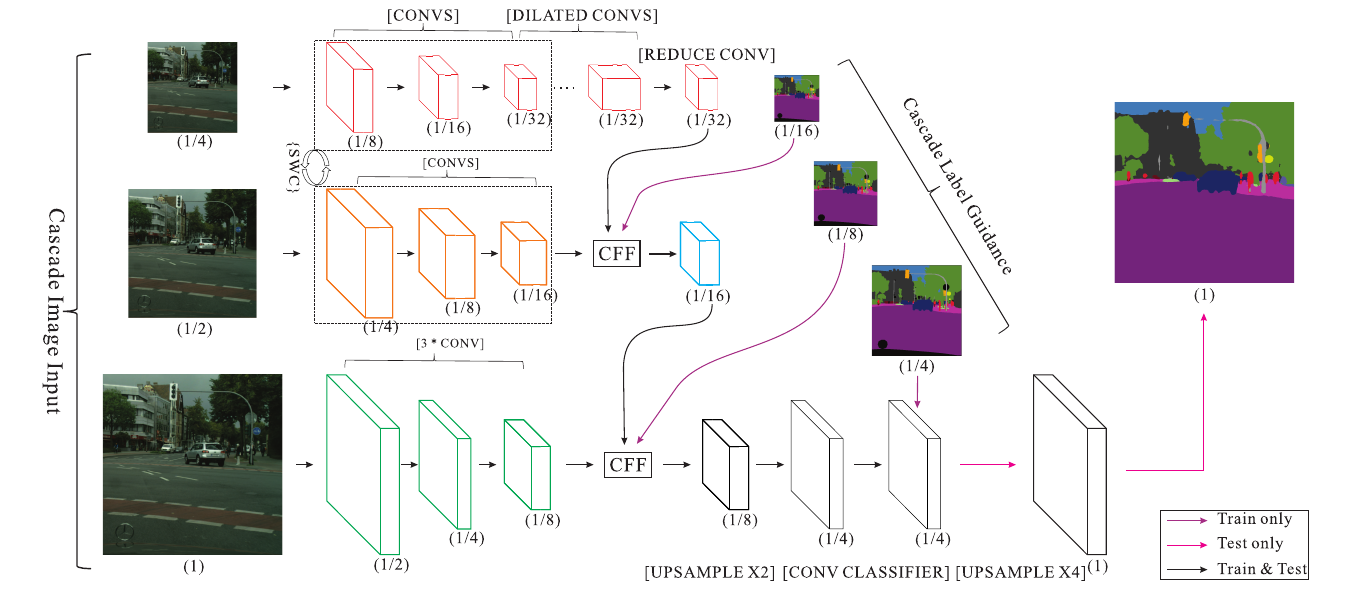 [CONVS]
[DILATED CONVS]
[REDUCE CONV]
(1/4)
(1/8)
(1/16)
(1/32)
(1/32)
(1/32)
(1/16)
Cascade Label Guidance
{SWC}
[CONVS]
(1/2)
(1/4)
(1/8)
(1/16)
CFF
(1/16)
(1/8)
(1)
Cascade Image Input
[3 * CONV]
(1/4)
(1)
(1/2)
(1/4)
(1/8)
CFF
(1/8)
(1/4)
(1/4)
(1)
[UPSAMPLE X2]
[CONV CLASSIFIER]
[UPSAMPLE X4]
Train only
Test only
Train & Test